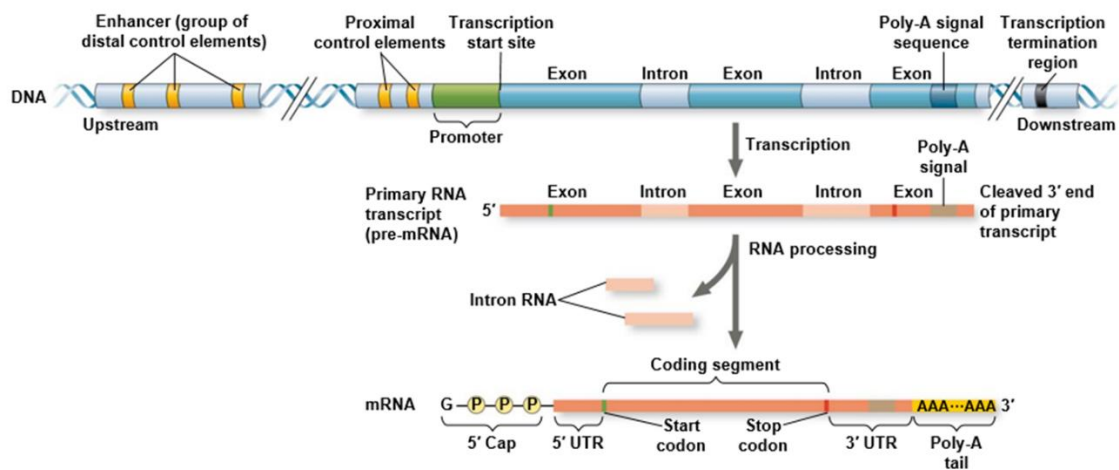 Enhancer (group of
distal control elements)
Proximal
control elements
Transcription
start site
Poly-A signal
sequence
Transcription
termination
region
Exon
Intron
Exon
Intron
Exon
DNA
Upstream
Promoter
Downstream
Transcription
Poly-A
signal
Primary RNA
transcript
(pre-mRNA)
5′
Exon
Intron
Exon
Intron
Exon
Cleaved 3′ end
of primary
transcript
RNA processing
Intron RNA
Coding segment
mRNA
G P P P
AAA···AAA 3′
5′ Cap
5′ UTR
Start
codon
Stop
codon
3′ UTR
Poly-A
tail